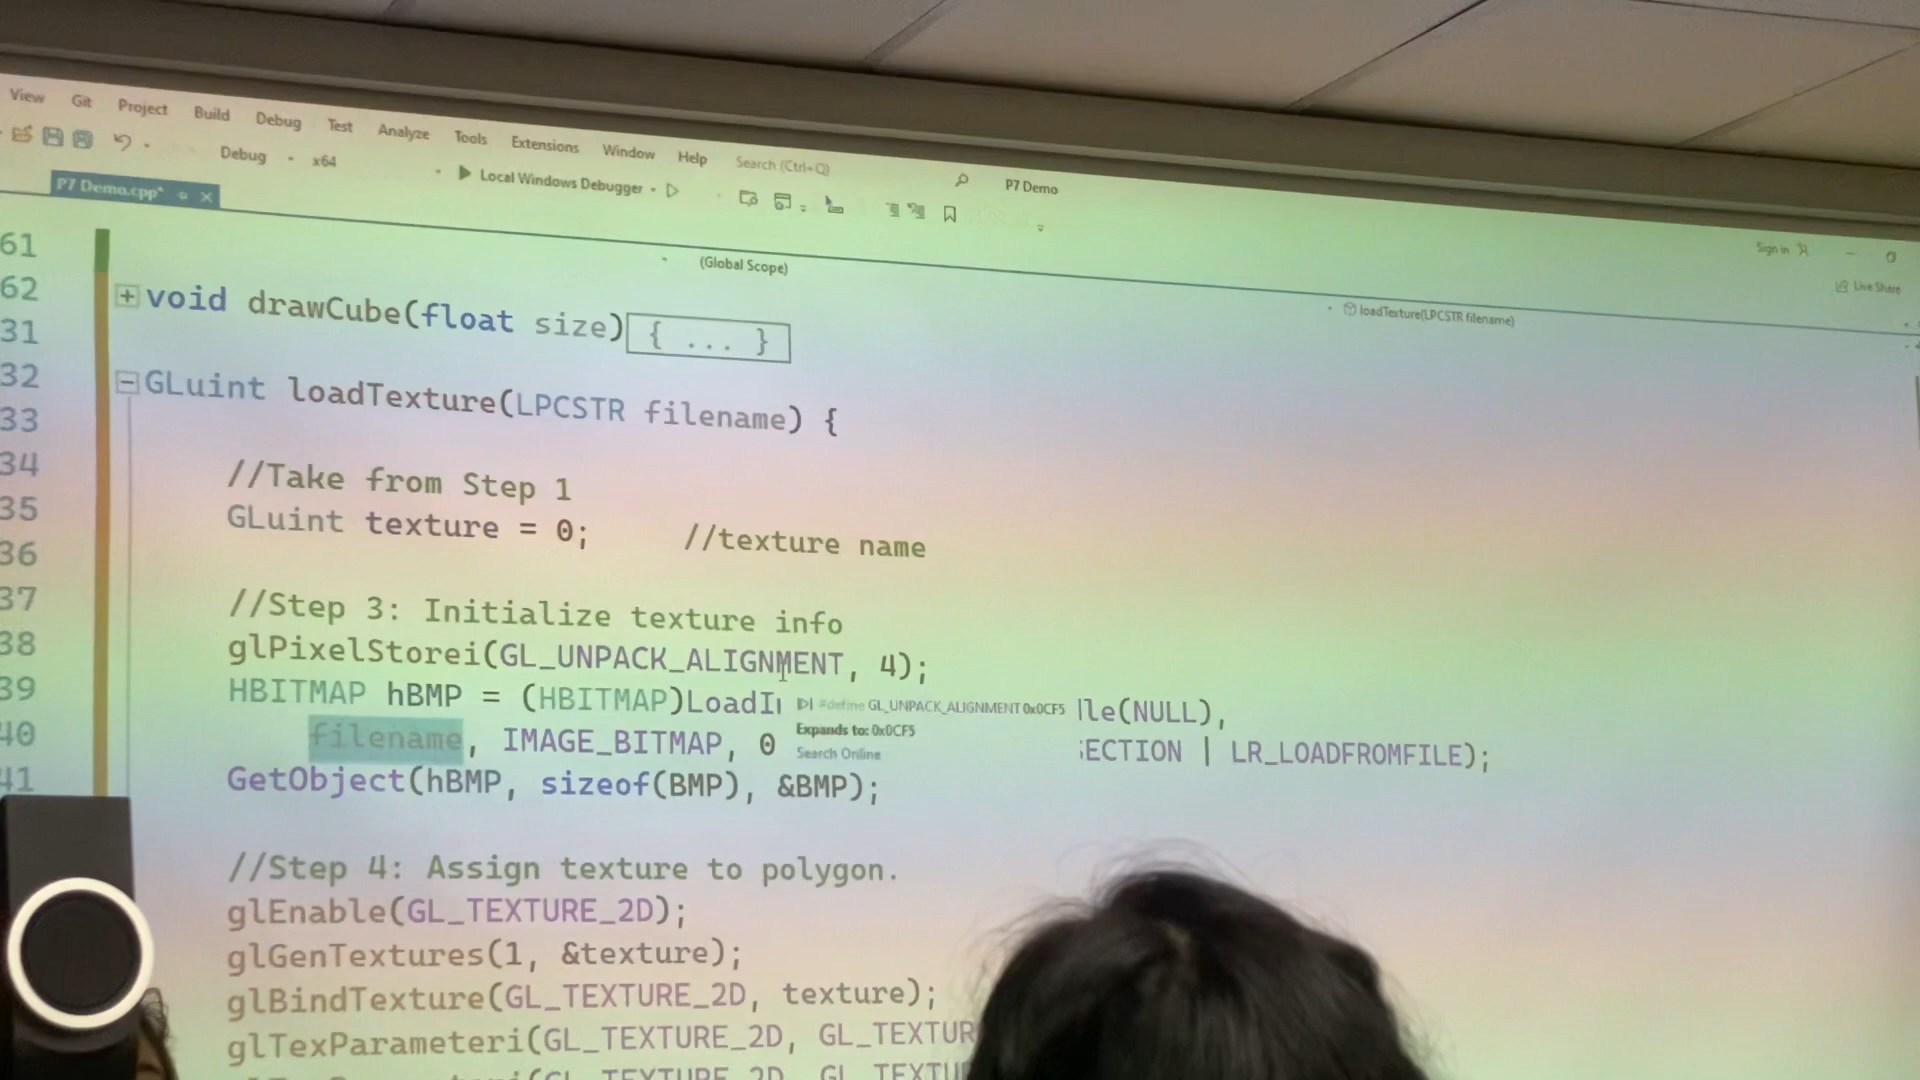 View Git Project Build Debug Test Analyze Tools Extensions Window Help Search (Ctrl+Q) P7 Demo
Sign in
Debug x64 Local Windows Debugger
Live Share
P7 Demo.cpp*
(Global Scope) loadTexture(LPCSTR filename)
61
62 void drawCube(float size){ ... }
31
32 GLuint loadTexture(LPCSTR filename) {
33
34 //Take from Step 1
35 GLuint texture = 0; //texture name
36
37 //Step 3: Initialize texture info
38 glPixelStorei(GL_UNPACK_ALIGNMENT, 4);
39 HBITMAP hBMP = (HBITMAP)LoadI le(NULL),
#define GL_UNPACK_ALIGNMENT 0x0CF5
Expands to: 0x0CF5
Search Online
40 filename, IMAGE_BITMAP, 0 ECTION | LR_LOADFROMFILE);
41 GetObject(hBMP, sizeof(BMP), &BMP);
//Step 4: Assign texture to polygon.
glEnable(GL_TEXTURE_2D);
glGenTextures(1, &texture);
glBindTexture(GL_TEXTURE_2D, texture);
glTexParameteri(GL_TEXTURE_2D, GL_TEXTUR